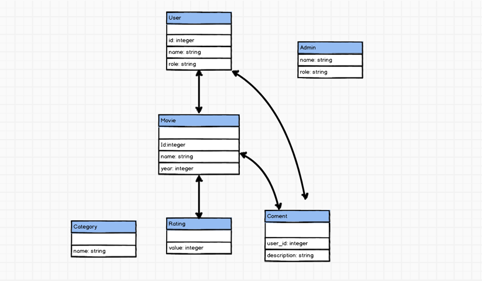 User
id: integer
name: string
role: string
Admin
name: string
role: string
Movie
Id:integer
name: string
year: integer
Category
name: string
Rating
value: integer
Coment
user_id: integer
description: string